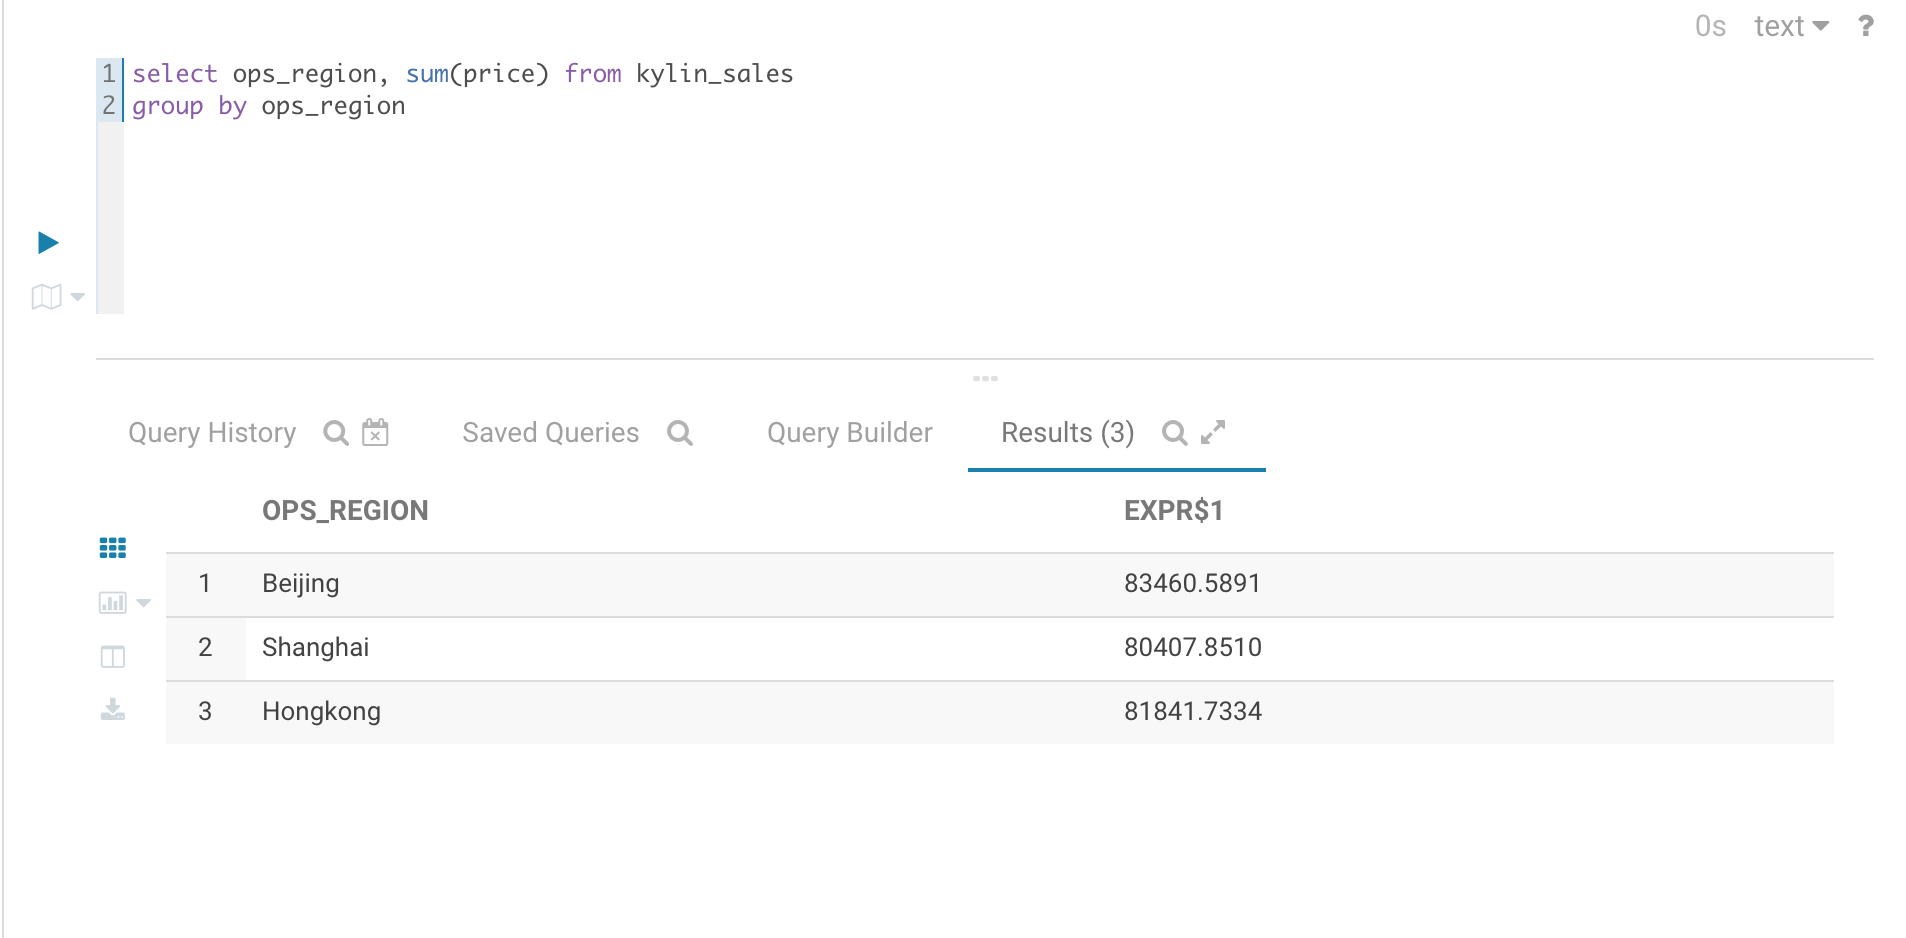 0s text ?
1 select ops_region, sum(price) from kylin_sales
2 group by ops_region
Query History Saved Queries Query Builder Results (3)
OPS_REGION EXPR$1
1 Beijing 83460.5891
2 Shanghai 80407.8510
3 Hongkong 81841.7334